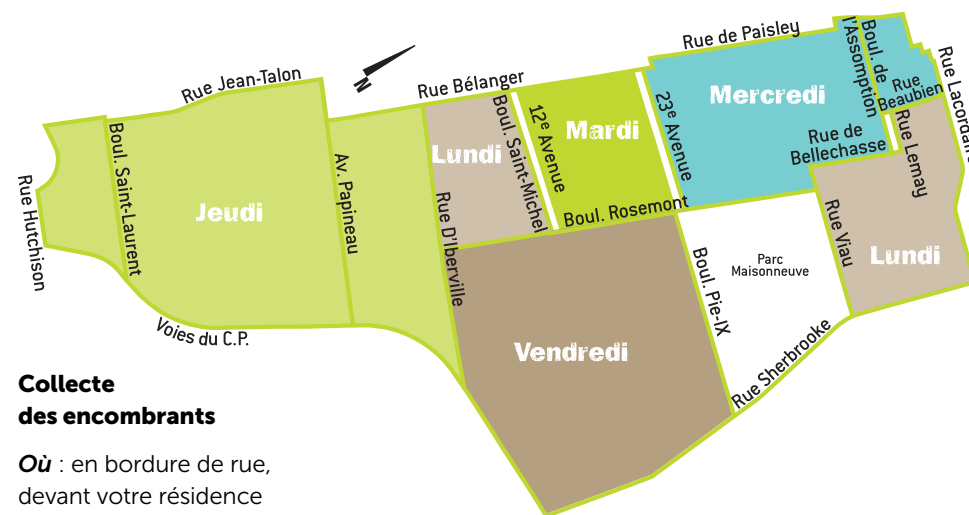 Rue de Paisley
Boul. de
l'Assomption
Rue Lacordaire
Rue
Beaubien
Rue Jean-Talon
N
Rue Bélanger
Mercredi
12e Avenue
Mardi
23e Avenue
Boul. Saint-Michel
Lundi
Rue de
Bellechasse
Rue Lemay
Boul. Saint-Laurent
Av. Papineau
Rue Hutchison
Jeudi
Rue D'Iberville
Boul. Rosemont
Rue Viau
Lundi
Boul. Pie-IX
Parc
Maisonneuve
Voies du C.P.
Vendredi
Rue Sherbrooke
Collecte
des encombrants
Où : en bordure de rue,
devant votre résidence